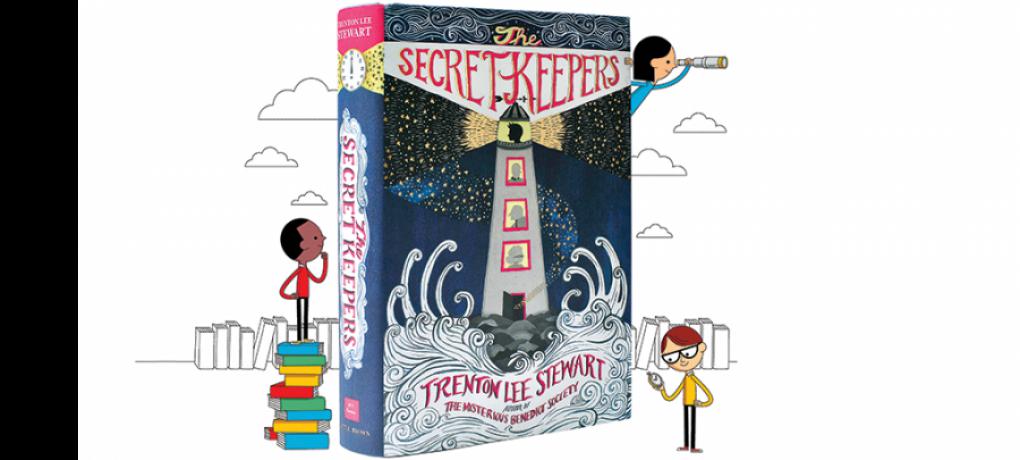 TRENTON LEE
STEWART
The
SECRET KEEPERS
The
SECRET KEEPERS
TRENTON LEE STEWART
AUTHOR OF
THE MYSTERIOUS BENEDICT SOCIETY